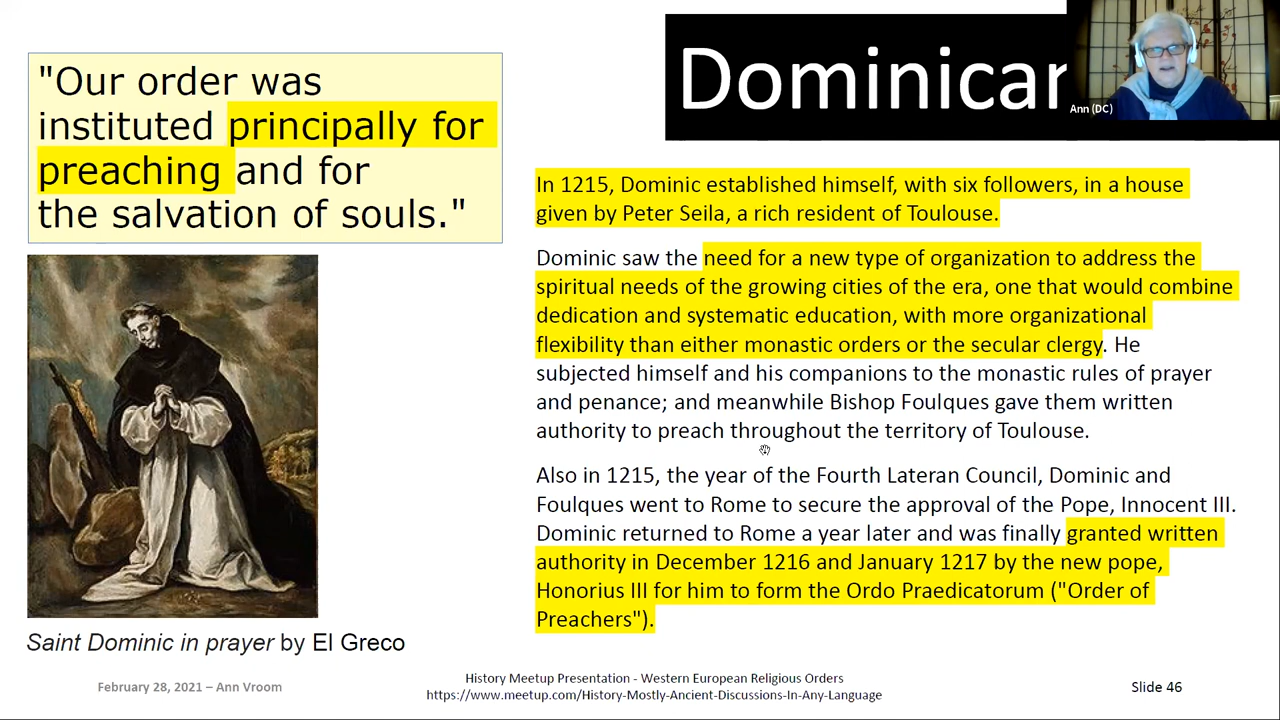 "Our order was
instituted principally for
preaching and for
the salvation of souls."
Dominican
Ann (DC)
In 1215, Dominic established himself, with six followers, in a house
given by Peter Seila, a rich resident of Toulouse.
Dominic saw the need for a new type of organization to address the
spiritual needs of the growing cities of the era, one that would combine
dedication and systematic education, with more organizational
flexibility than either monastic orders or the secular clergy. He
subjected himself and his companions to the monastic rules of prayer
and penance; and meanwhile Bishop Foulques gave them written
authority to preach throughout the territory of Toulouse.
Also in 1215, the year of the Fourth Lateran Council, Dominic and
Foulques went to Rome to secure the approval of the Pope, Innocent III.
Dominic returned to Rome a year later and was finally granted written
authority in December 1216 and January 1217 by the new pope,
Honorius III for him to form the Ordo Praedicatorum ("Order of
Preachers").
Saint Dominic in prayer by El Greco
February 28, 2021 – Ann Vroom
History Meetup Presentation - Western European Religious Orders
https://www.meetup.com/History-Mostly-Ancient-Discussions-In-Any-Language
Slide 46